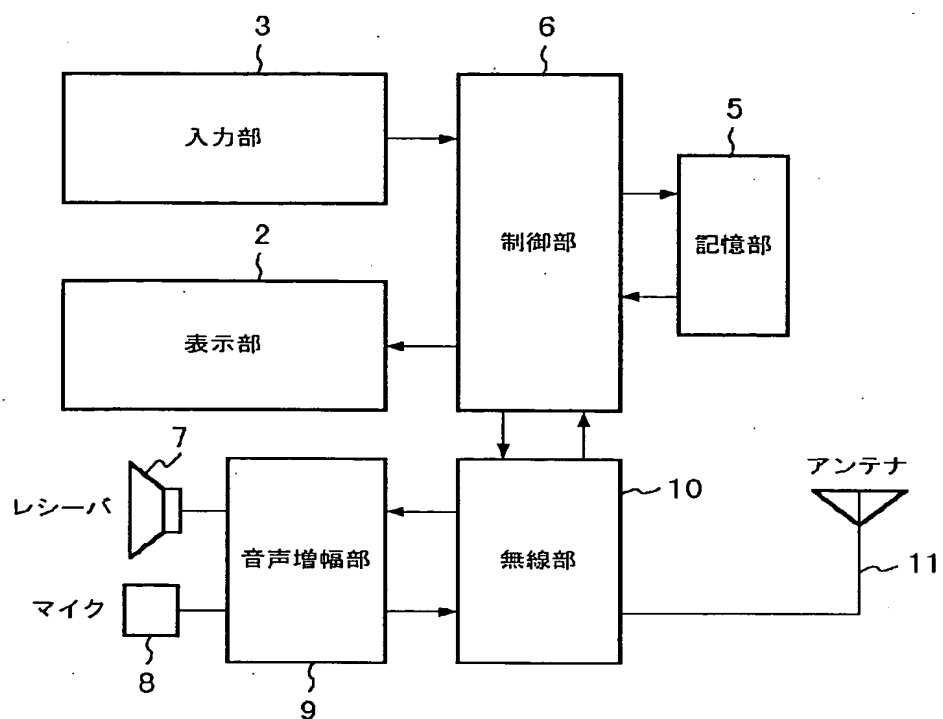 3
6
入力部
5
制御部
記憶部
2
表示部
7
レシーバ
音声増幅部
無線部
10
アンテナ
11
マイク
8
9